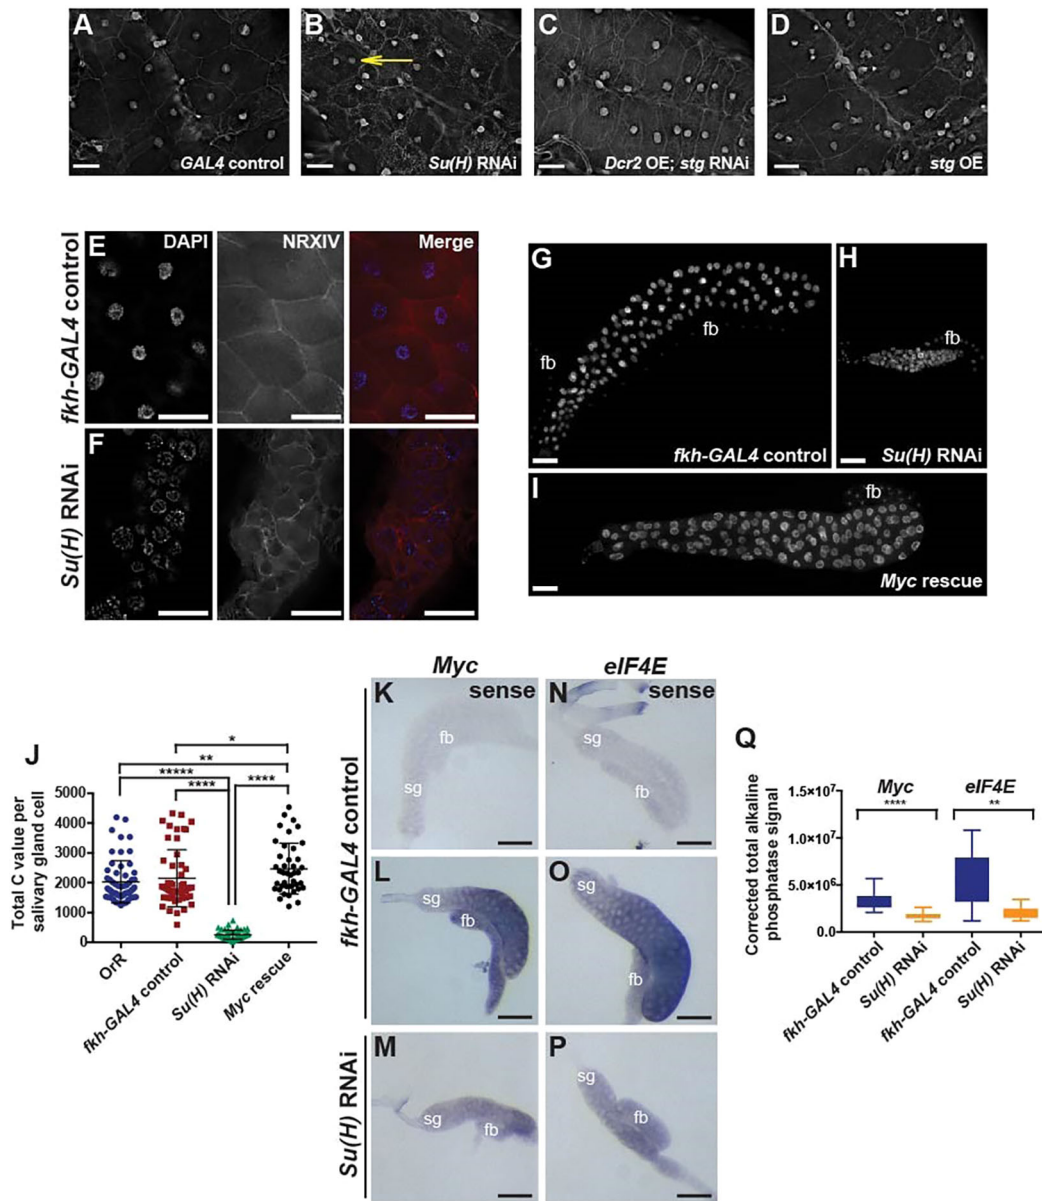 A
GAL4 control
B
Su(H) RNAi
C
Dcr2 OE; stg RNAi
D
stg OE
fkh-GAL4 control
E
DAPI
NRXIV
Merge
Su(H) RNAi
F
G
fb
fb
fkh-GAL4 control
H
fb
Su(H) RNAi
I
fb
Myc rescue
J
*
**
*****
****
****
Total C value per
salivary gland cell
5000
4000
3000
2000
1000
0
OrR
fkh-GAL4 control
Su(H) RNAi
Myc rescue
Myc
eIF4E
fkh-GAL4 control
K
sense
fb
sg
N
sense
sg
fb
L
sg
fb
O
sg
fb
Su(H) RNAi
M
sg
fb
P
sg
fb
Q
Myc
eIF4E
****
**
Corrected total alkaline
phosphatase signal
1.5×10⁷
1.0×10⁷
5.0×10⁶
0
fkh-GAL4 control
Su(H) RNAi
fkh-GAL4 control
Su(H) RNAi